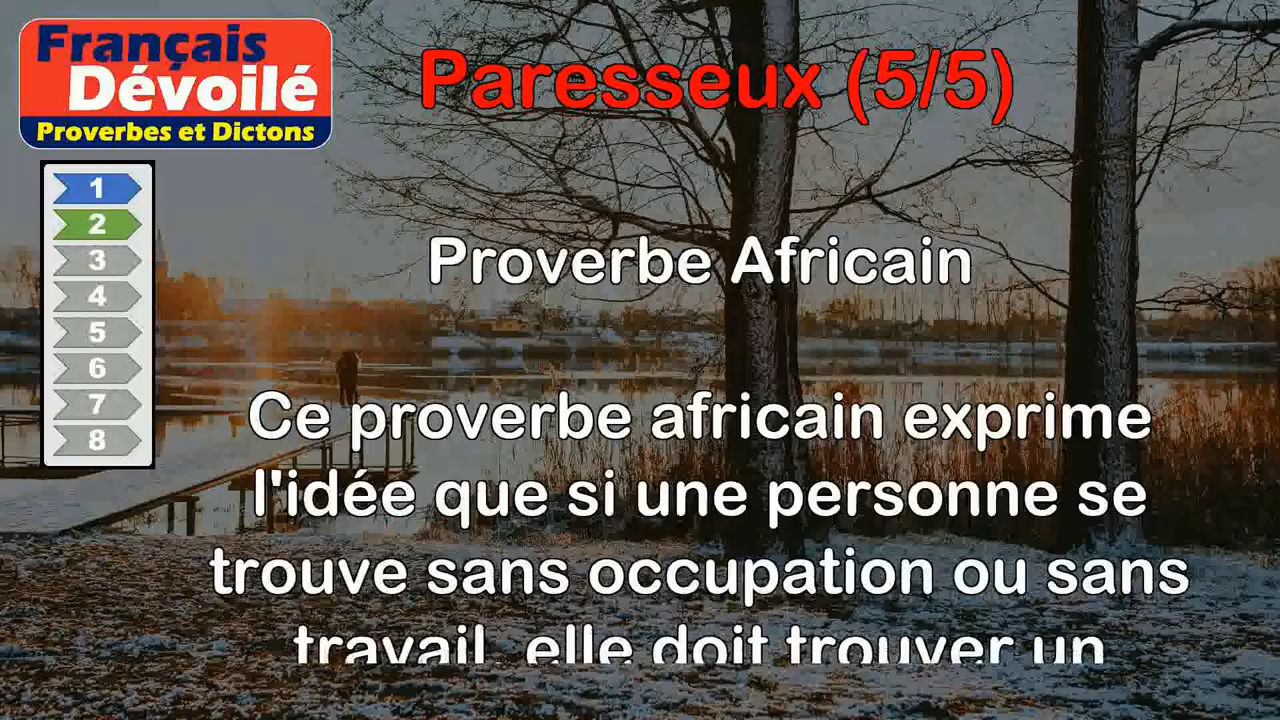 Français
Dévoilé
Proverbes et Dictons
Paresseux (5/5)
1
2
3
4
5
6
7
8
Proverbe Africain
Ce proverbe africain exprime
l'idée que si une personne se
trouve sans occupation ou sans
travail, elle doit trouver un